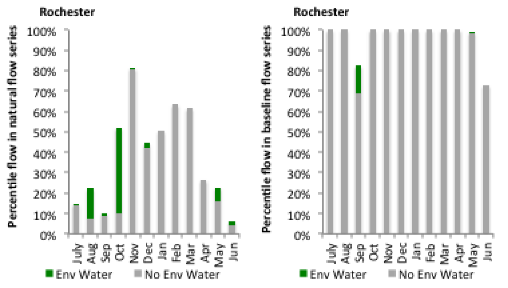 Rochester
Percentile flow in natural flow series
100%
90%
80%
70%
60%
50%
40%
30%
20%
10%
0%
July
Aug
Sep
Oct
Nov
Dec
Jan
Feb
Mar
Apr
May
Jun
Env Water
No Env Water
Rochester
Percentile flow in baseline flow series
100%
90%
80%
70%
60%
50%
40%
30%
20%
10%
0%
July
Aug
Sep
Oct
Nov
Dec
Jan
Feb
Mar
Apr
May
Jun
Env Water
No Env Water